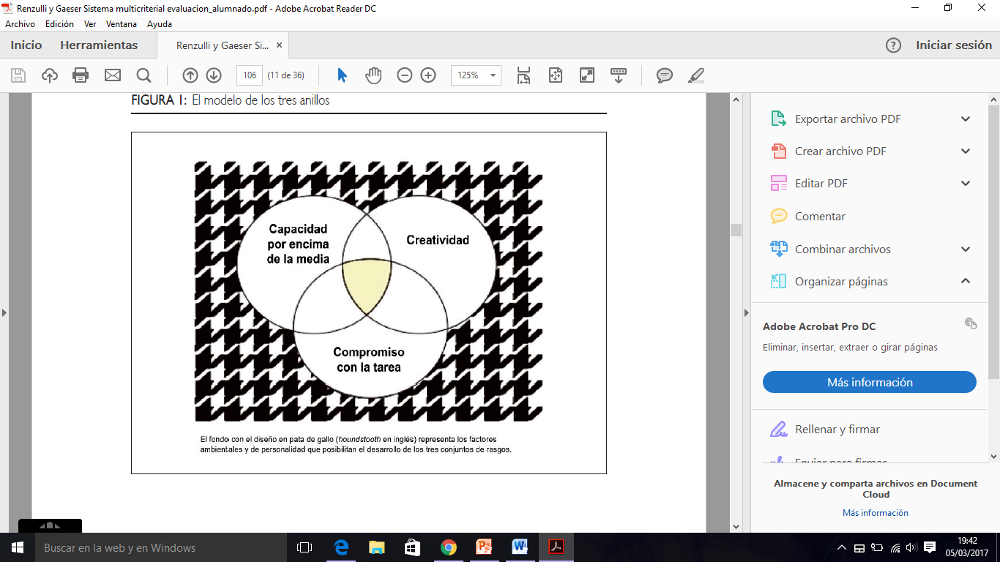 Renzulli y Gaeser Sistema multicriterial evaluacion_alumnado.pdf - Adobe Acrobat Reader DC
Archivo Edición Ver Ventana Ayuda
Inicio Herramientas Renzulli y Gaeser Si... × Iniciar sesión
106 (11 de 36) 125%
FIGURA 1: El modelo de los tres anillos
Capacidad
por encima
de la media
Creatividad
Compromiso
con la tarea
El fondo con el diseño en pata de gallo (houndstooth en inglés) representa los factores
ambientales y de personalidad que posibilitan el desarrollo de los tres conjuntos de rasgos.
Exportar archivo PDF
Crear archivo PDF
Editar PDF
Comentar
Combinar archivos
Organizar páginas
Adobe Acrobat Pro DC
Eliminar, insertar, extraer o girar páginas
Más información
Rellenar y firmar
Enviar para firmar
Almacene y comparta archivos en Document
Cloud
Más información
Buscar en la web y en Windows
19:42
05/03/2017